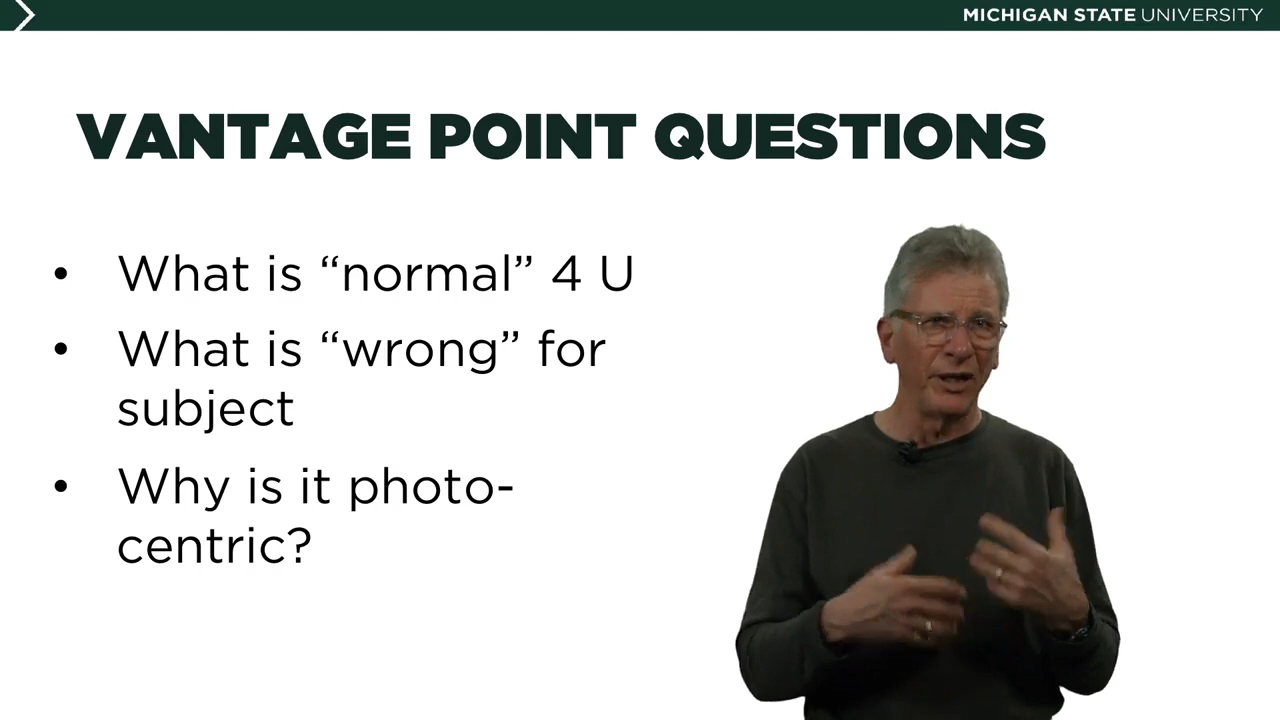 MICHIGAN STATE UNIVERSITY
VANTAGE POINT QUESTIONS
• What is “normal” 4 U
• What is “wrong” for
subject
• Why is it photo-
centric?